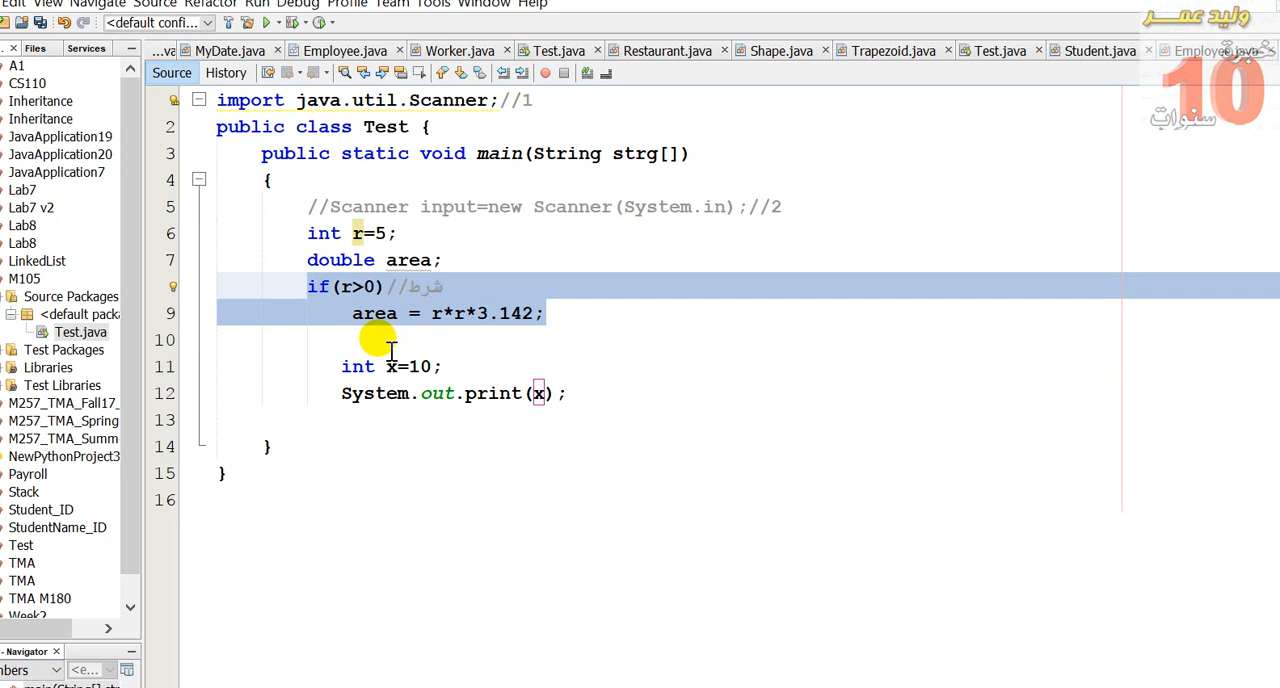 Edit View Navigate Source Refactor Run Debug Profile Team Tools Window Help
<default confi...
Files Services
...va MyDate.java Employee.java Worker.java Test.java Restaurant.java Shape.java Trapezoid.java Test.java Student.java Employee.java
Source History
A1
CS110
Inheritance
Inheritance
JavaApplication19
JavaApplication20
JavaApplication7
Lab7
Lab7 v2
Lab8
Lab8
LinkedList
M105
Source Packages
<default packa
Test.java
Test Packages
Libraries
Test Libraries
M257_TMA_Fall17_
M257_TMA_Spring
M257_TMA_Summ
NewPythonProject3
Payroll
Stack
Student_ID
StudentName_ID
Test
TMA
TMA
TMA M180
Week2
- Navigator
mbers <e...
main(String[] str
import java.util.Scanner;//1
2 public class Test {
3 public static void main(String strg[])
4 {
5 //Scanner input=new Scanner(System.in);//2
6 int r=5;
7 double area;
if(r>0)//شرط
9 area = r*r*3.142;
10
11 int x=10;
12 System.out.print(x);
13
14 }
15 }
16
وليد عمر
خبرة
10
سنوات